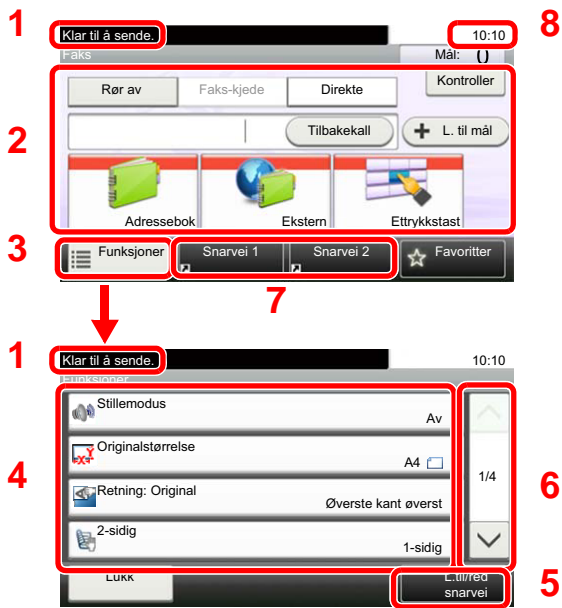 1
Klar til å sende.
10:10
8
Faks
Mål: ()
Rør av
Faks-kjede
Direkte
Kontroller
2
Tilbakekall
+ L. til mål
Adressebok
Ekstern
Ettrykkstast
3
Funksjoner
Snarvei 1
Snarvei 2
Favoritter
7
1
Klar til å sende.
10:10
Funksjoner
4
Stillemodus
Av
X
Y
Originalstørrelse
A4
1/4
6
Retning: Original
Øverste kant øverst
2-sidig
1-sidig
Lukk
L.til/red
snarvei
5